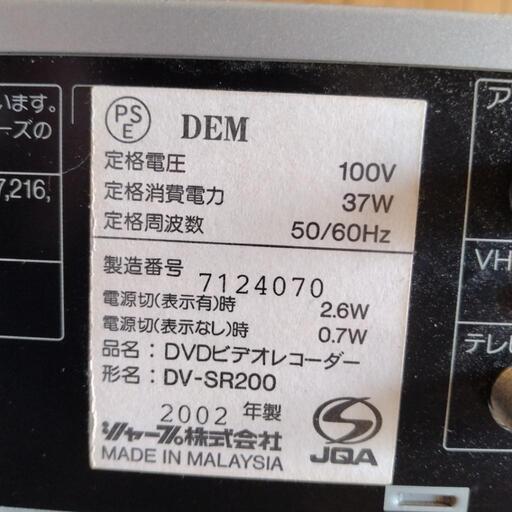 います。
ーズの
7,216,
PS
E
DEM
定格電圧 100V
定格消費電力 37W
定格周波数 50/60Hz
製造番号 7124070
電源切(表示有)時 2.6W
電源切(表示なし)時 0.7W
品名：DVDビデオレコーダー
形名：DV-SR200
2002 年製
シャープ株式会社
MADE IN MALAYSIA
JQA
ア
VH
テレビ